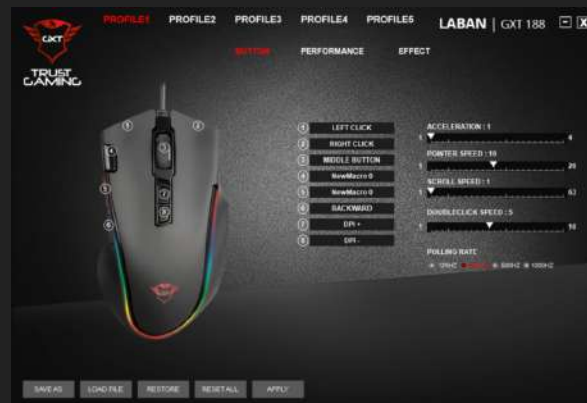 PROFILE1 PROFILE2 PROFILE3 PROFILE4 PROFILE5 LABAN | GXT 188
GXT
TRUST
GAMING
BUTTON PERFORMANCE EFFECT
1 LEFT CLICK
2 RIGHT CLICK
3 MIDDLE BUTTON
4 NewMacro 0
5 NewMacro 0
6 BACKWARD
7 DPI +
8 DPI -
ACCELERATION : 1
1 4
POINTER SPEED : 10
1 20
SCROLL SPEED : 1
1 63
DOUBLECLICK SPEED : 5
1 10
POLLING RATE
125HZ 500HZ 1000HZ
1 2 3 4 5 6 7 8
SAVE AS LOAD FILE RESTORE RESET ALL APPLY